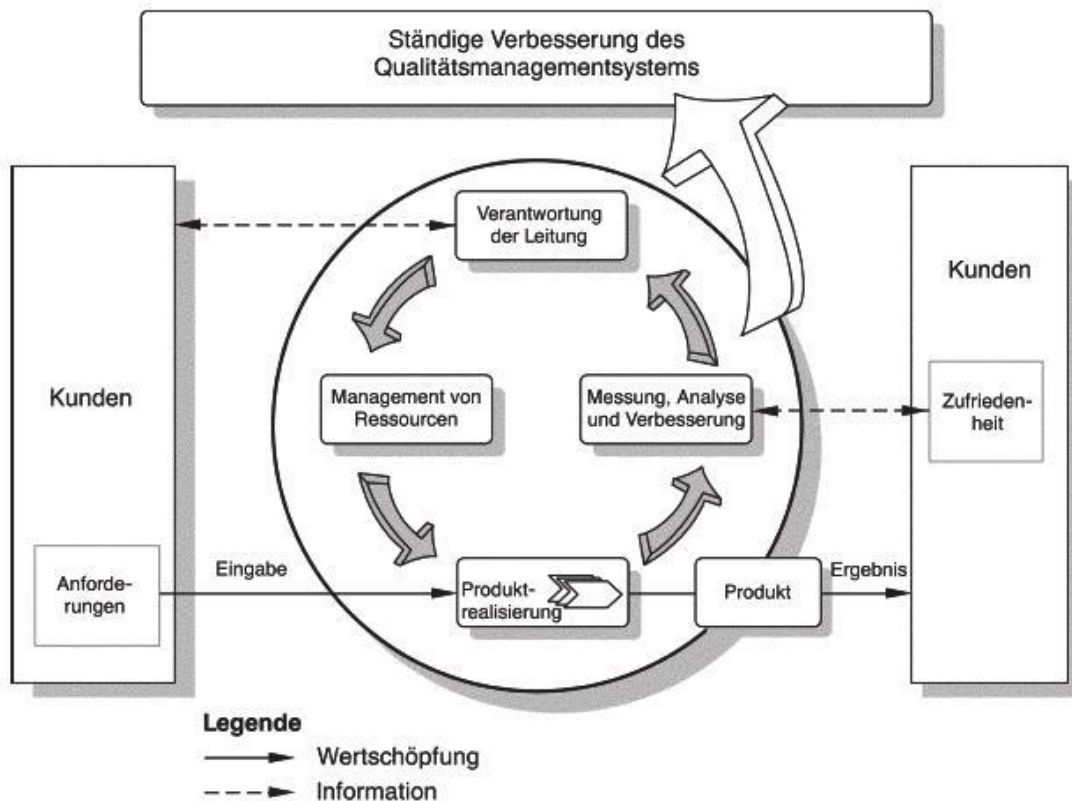 Ständige Verbesserung des
Qualitätsmanagementsystems
Verantwortung
der Leitung
Kunden
Kunden
Management von
Ressourcen
Messung, Analyse
und Verbesserung
Zufrieden-
heit
Anforde-
rungen
Eingabe
Produkt-
realisierung
Produkt
Ergebnis
Legende
Wertschöpfung
Information